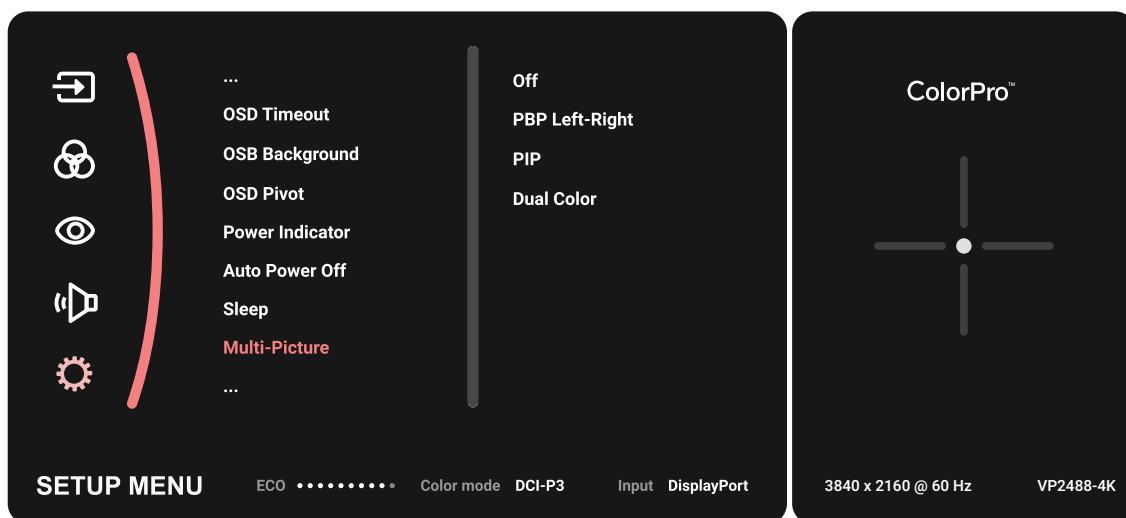 ...
OSD Timeout
OSB Background
OSD Pivot
Power Indicator
Auto Power Off
Sleep
Multi-Picture
...
Off
PBP Left-Right
PIP
Dual Color
SETUP MENU
ECO
Color mode DCI-P3
Input DisplayPort
ColorPro™
3840 x 2160 @ 60 Hz
VP2488-4K